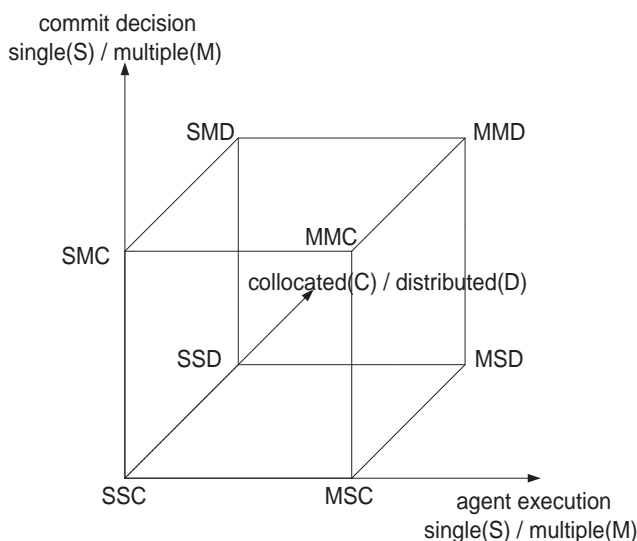 commit decision
single(S) / multiple(M)
SMD
MMD
SMC
MMC
collocated(C) / distributed(D)
SSD
MSD
SSC
MSC
agent execution
single(S) / multiple(M)